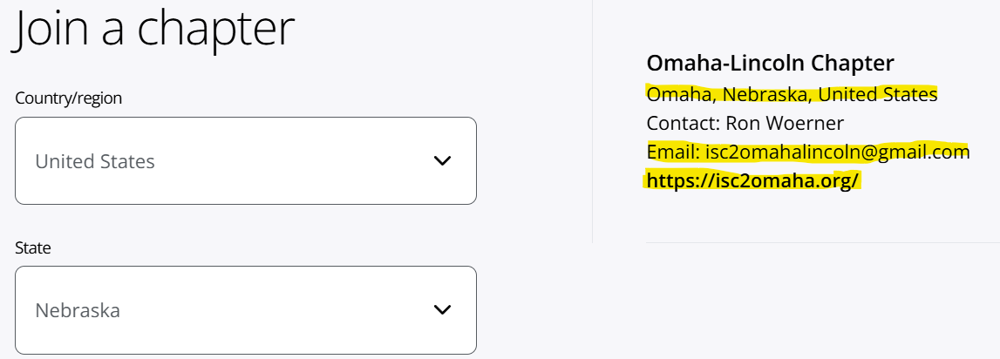 Join a chapter
Country/region
United States
State
Nebraska
Omaha-Lincoln Chapter
Omaha, Nebraska, United States
Contact: Ron Woerner
Email: isc2omahalincoln@gmail.com
https://isc2omaha.org/